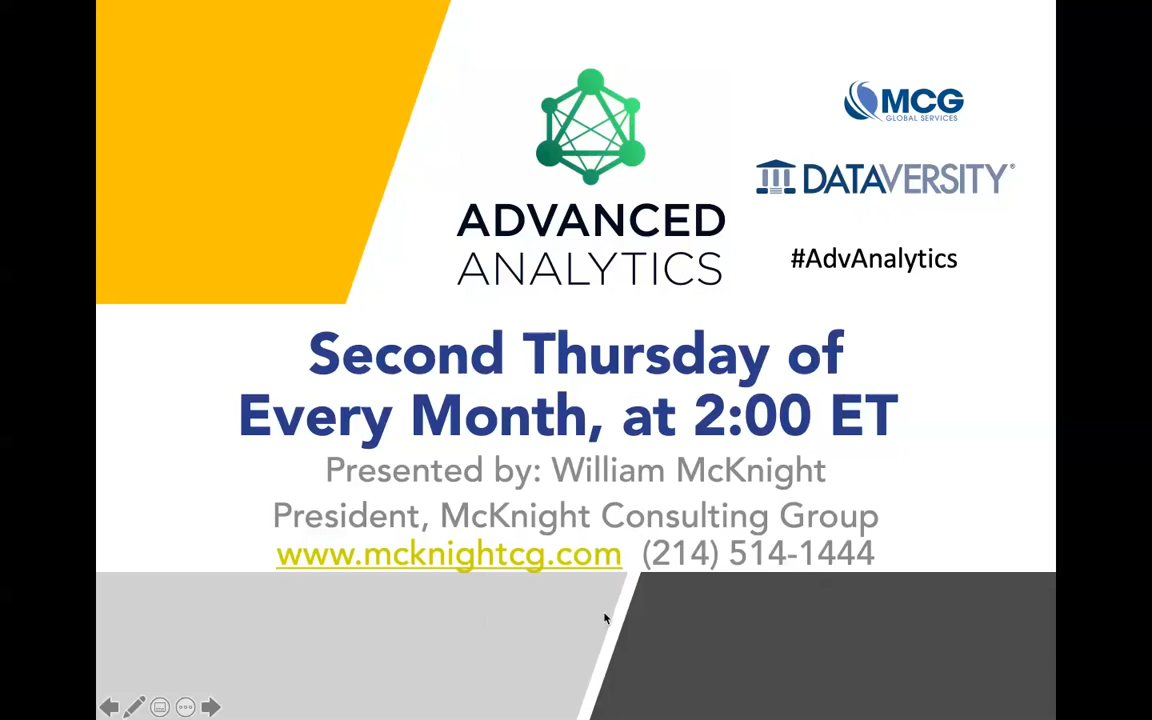 MCG
GLOBAL SERVICES
DATAVERSITY®
ADVANCED
ANALYTICS
#AdvAnalytics
Second Thursday of
Every Month, at 2:00 ET
Presented by: William McKnight
President, McKnight Consulting Group
www.mcknightcg.com (214) 514-1444